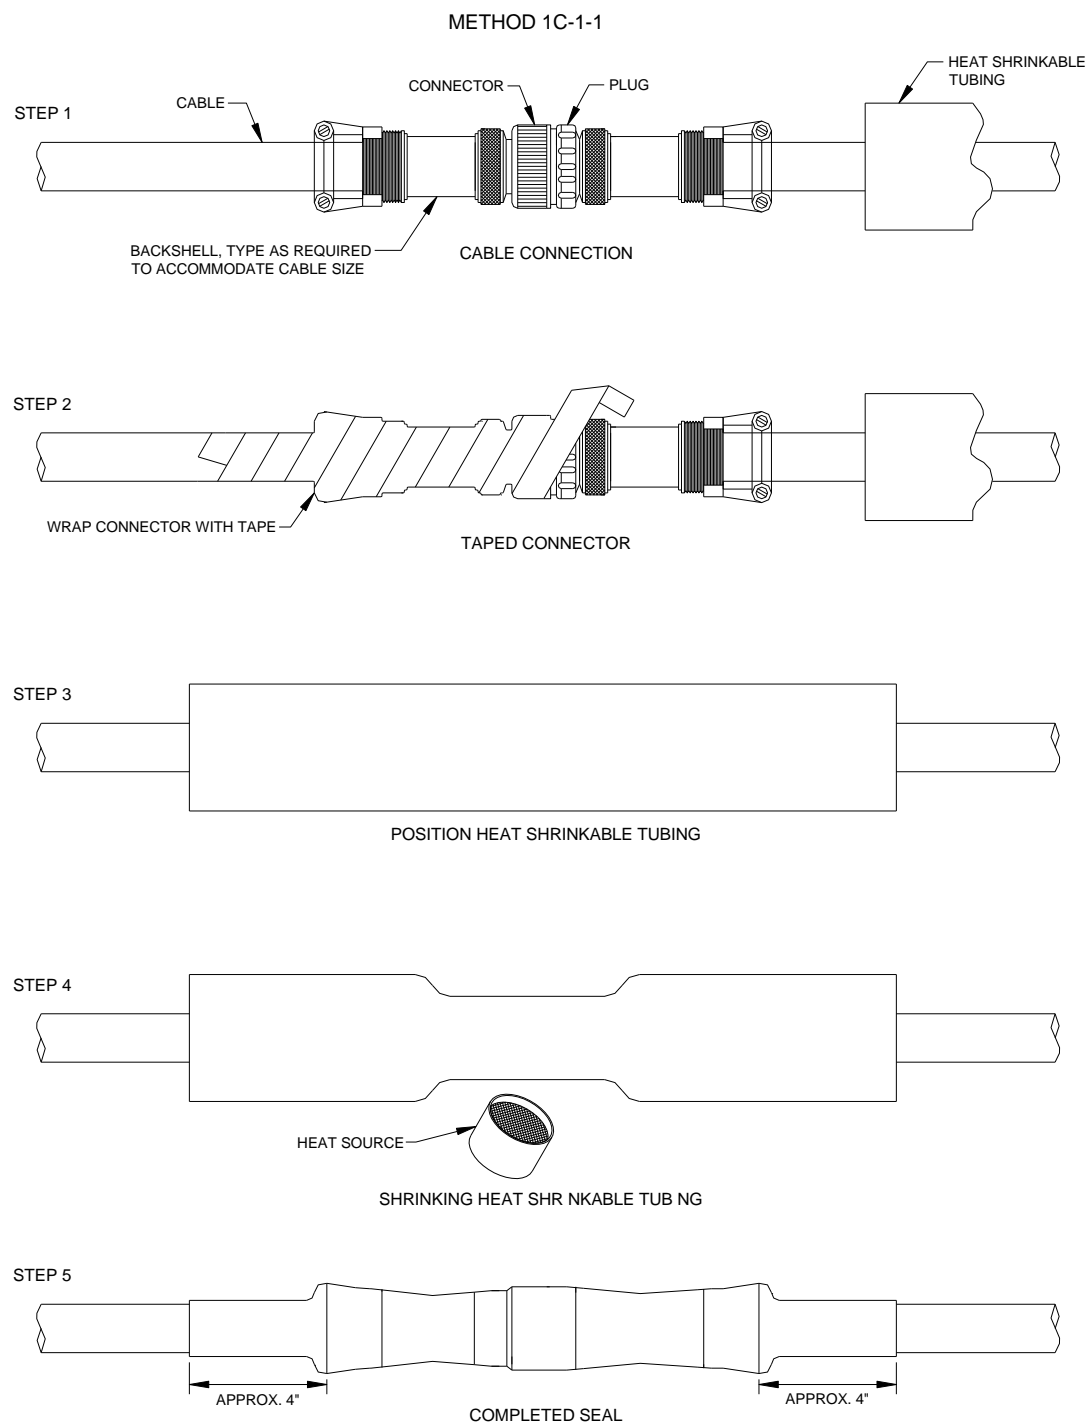 METHOD 1C-1-1
STEP 1
CABLE
CONNECTOR
PLUG
HEAT SHRINKABLE
TUBING
BACKSHELL, TYPE AS REQUIRED
TO ACCOMMODATE CABLE SIZE
CABLE CONNECTION
STEP 2
WRAP CONNECTOR WITH TAPE
TAPED CONNECTOR
STEP 3
POSITION HEAT SHRINKABLE TUBING
STEP 4
HEAT SOURCE
SHRINKING HEAT SHR NKABLE TUB NG
STEP 5
APPROX. 4"
APPROX. 4"
COMPLETED SEAL